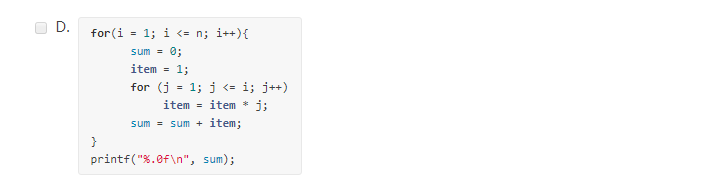 D.
for(i = 1; i <= n; i++){
sum = 0;
item = 1;
for (j = 1; j <= i; j++)
item = item * j;
sum = sum + item;
}
printf("%.0f\n", sum);